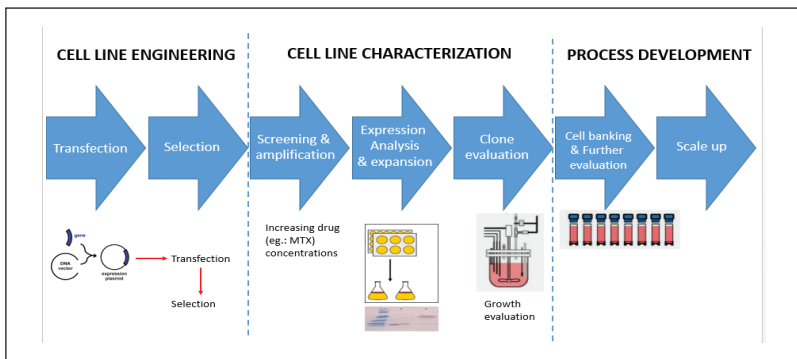 CELL LINE ENGINEERING
CELL LINE CHARACTERIZATION
PROCESS DEVELOPMENT
Transfection
Selection
Screening &
amplification
Expression
Analysis
& expansion
Clone
evaluation
Cell banking
& Further
evaluation
Scale up
gene
DNA
vector
expression
plasmid
Transfection
Selection
Increasing drug
(eg.: MTX)
concentrations
Growth
evaluation